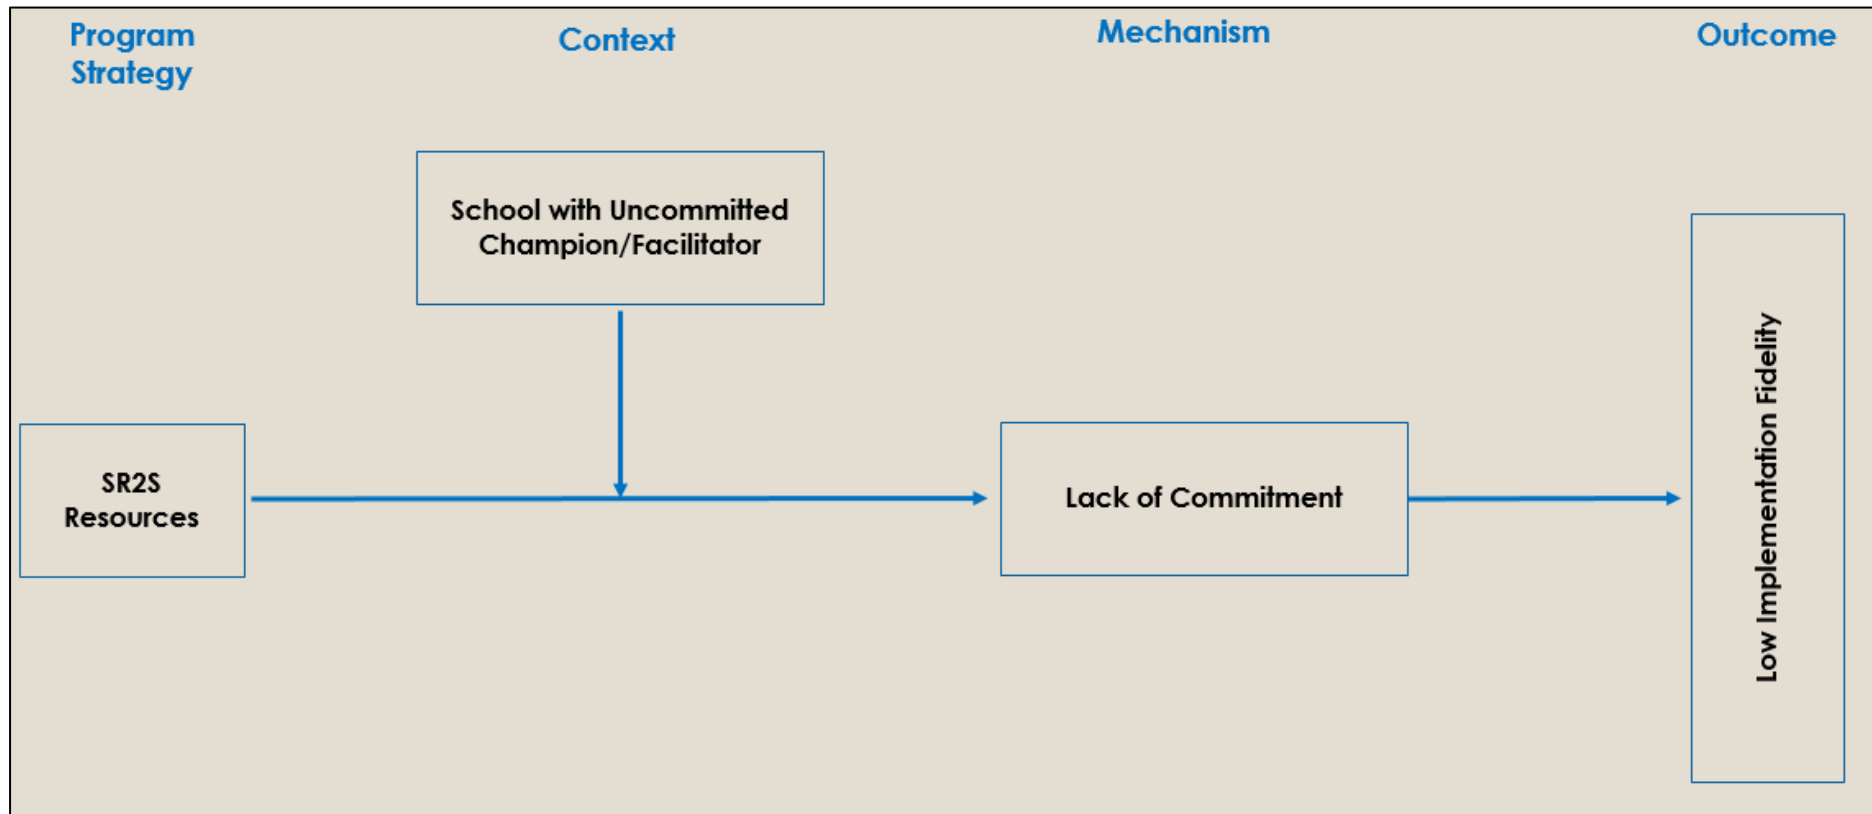 Program
Strategy
Context
Mechanism
Outcome
School with Uncommitted
Champion/Facilitator
SR2S
Resources
Lack of Commitment
Low Implementation Fidelity